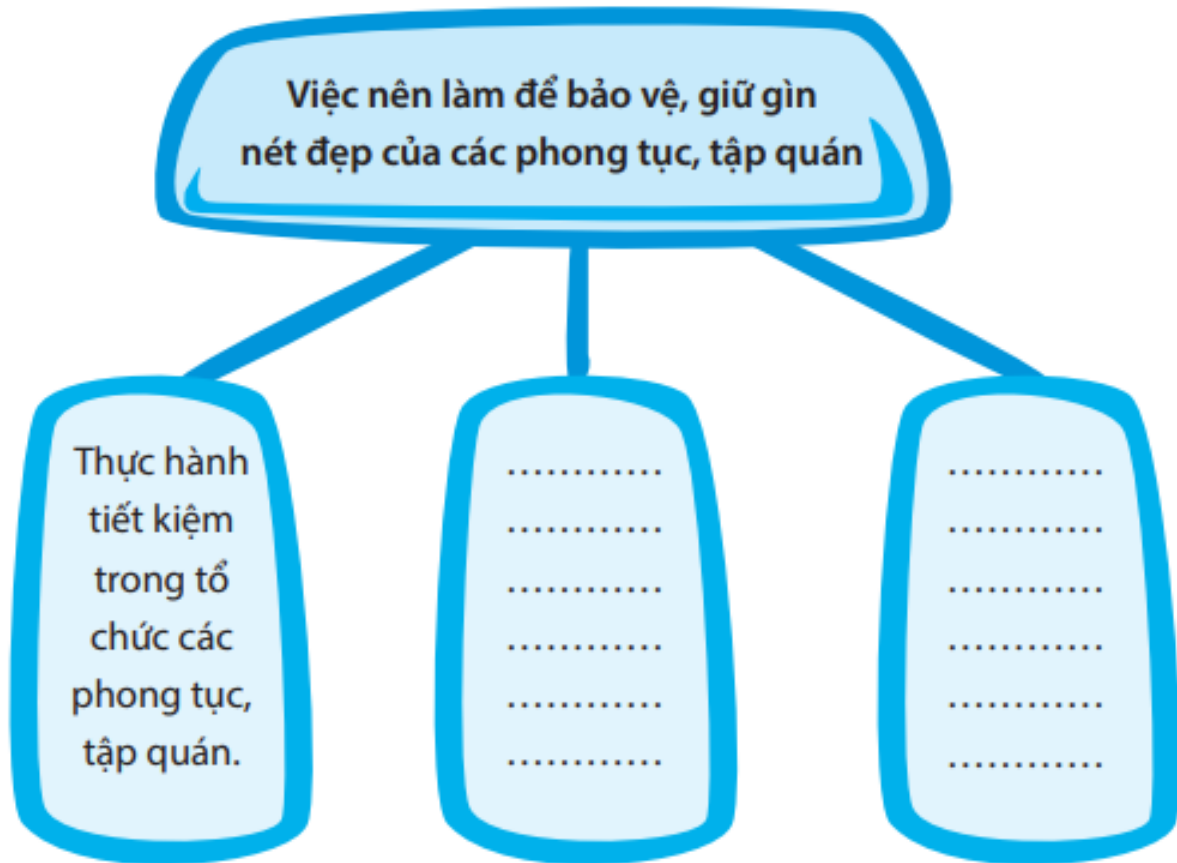 Việc nên làm để bảo vệ, giữ gìn
nét đẹp của các phong tục, tập quán
Thực hành
tiết kiệm
trong tổ
chức các
phong tục,
tập quán.
............
............
............
............
............
............
............
............
............
............
............
............